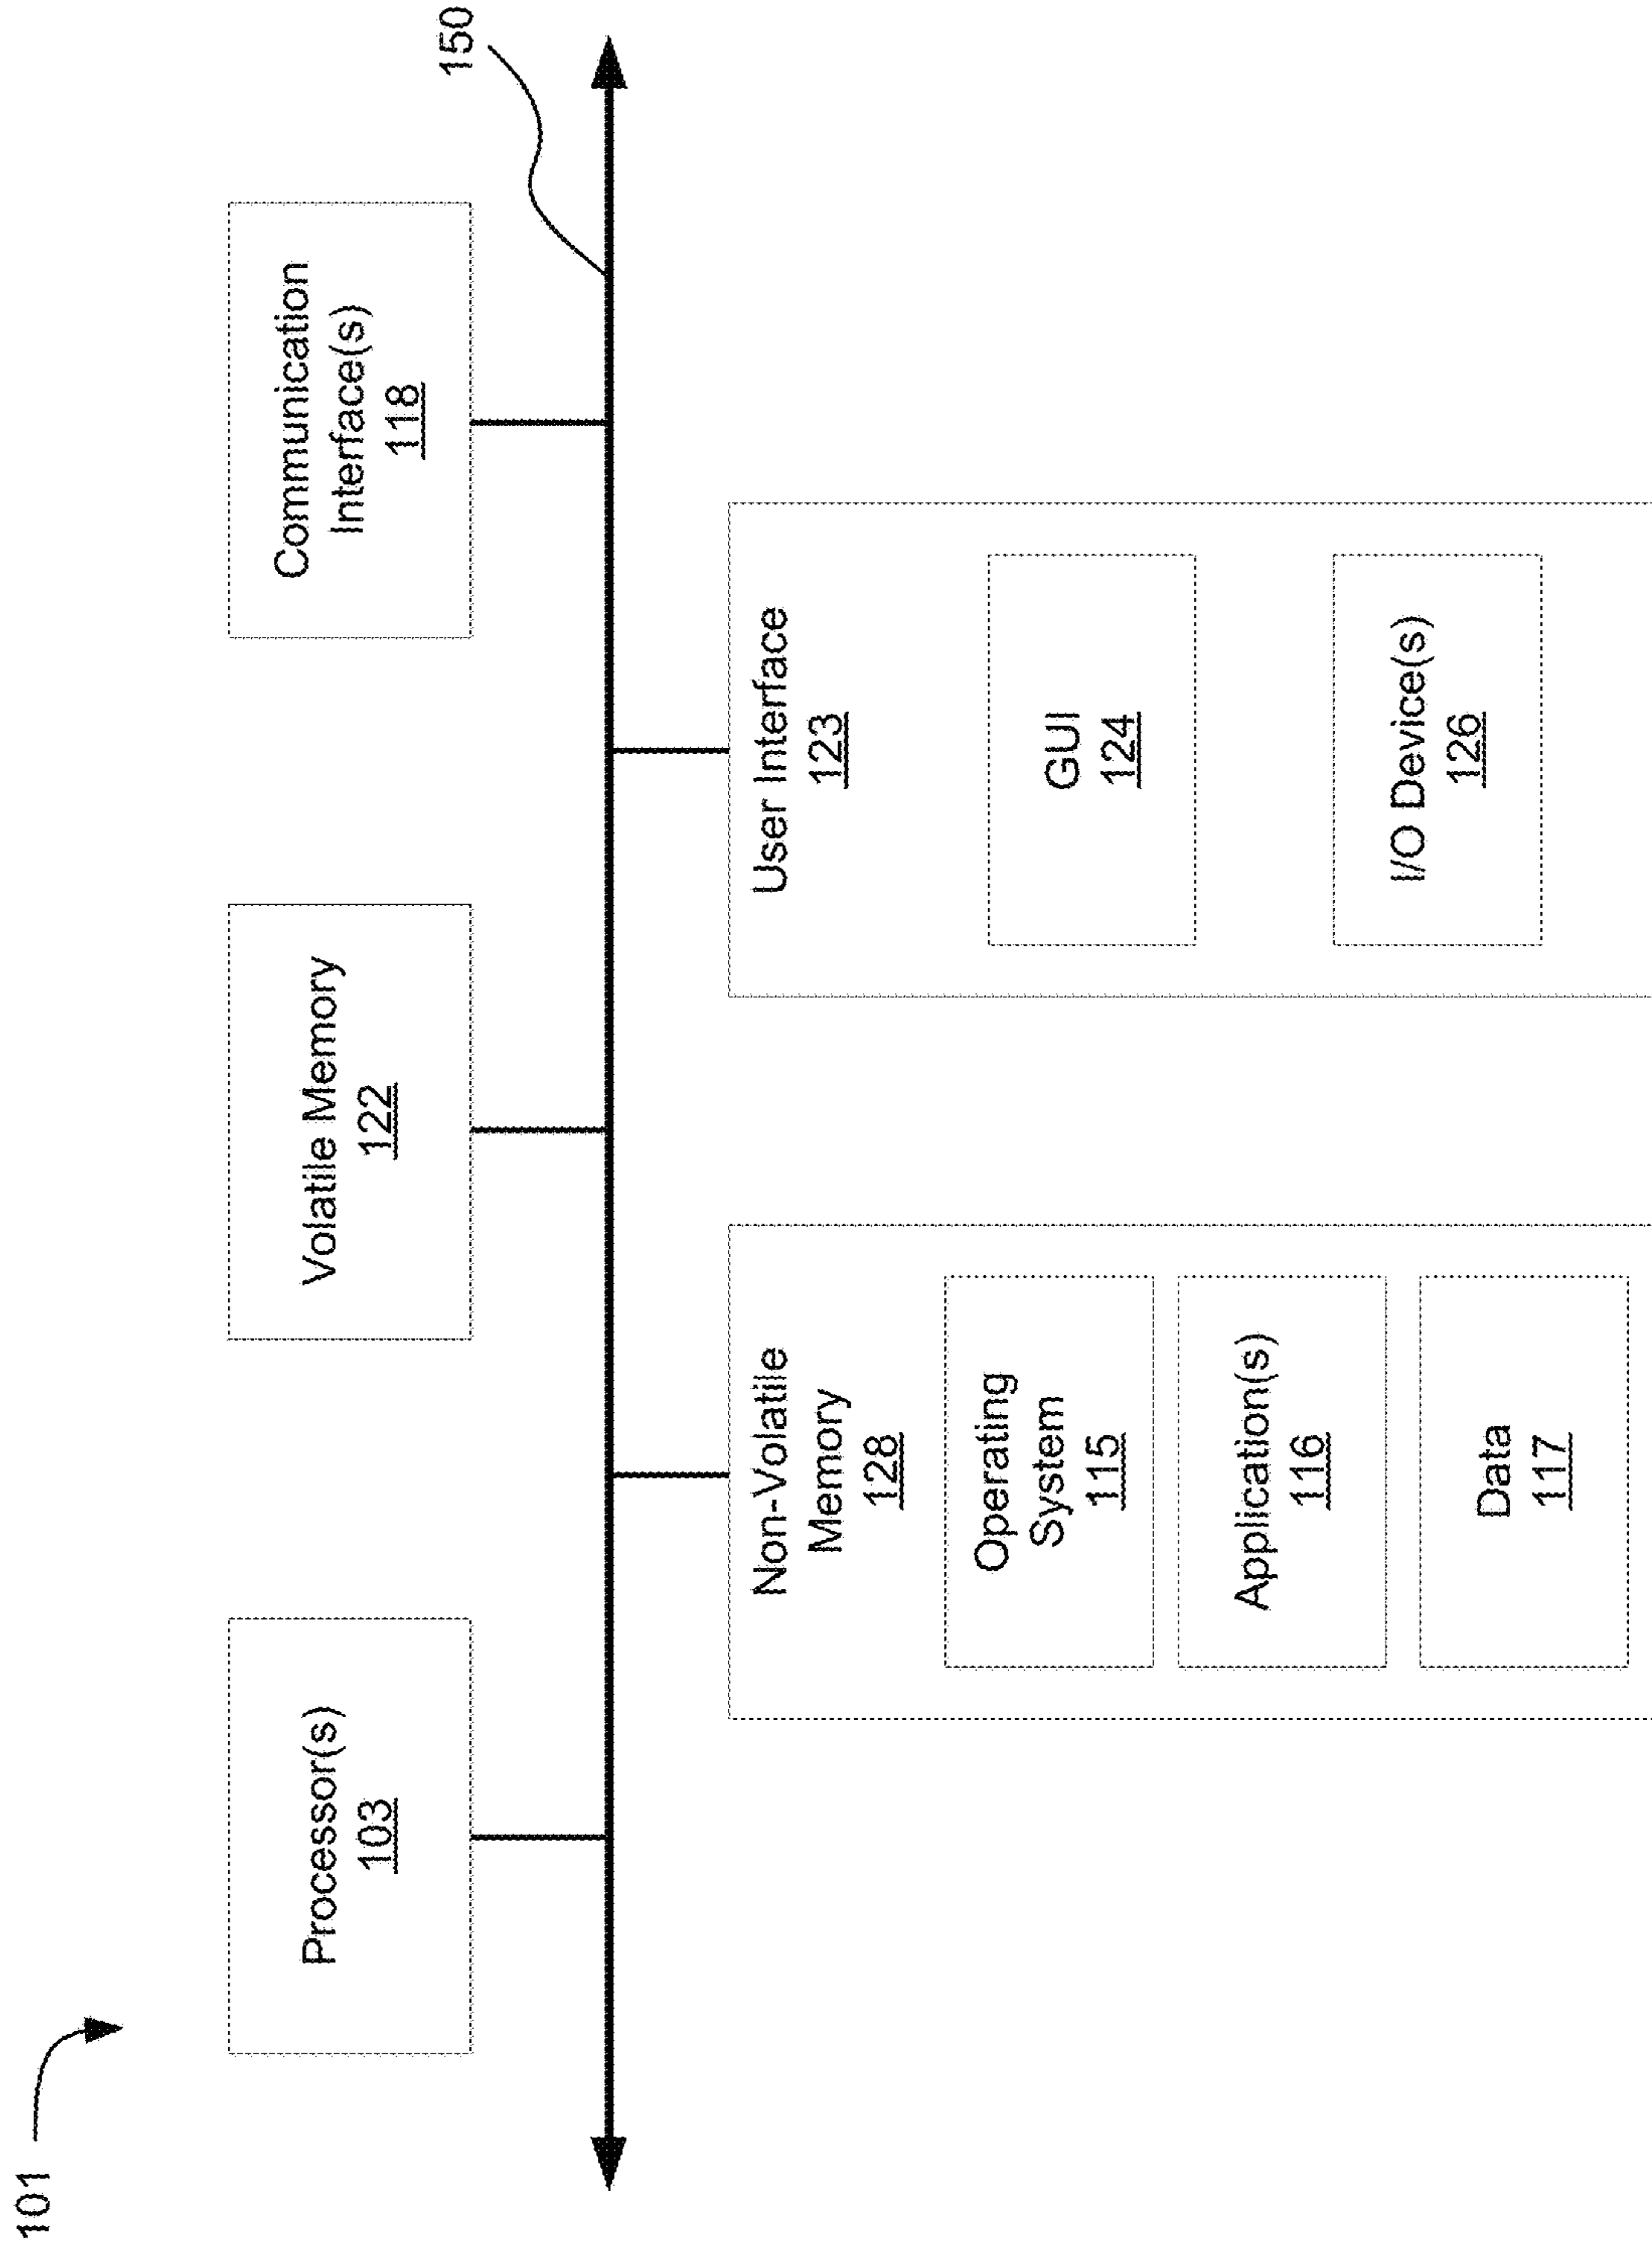 101
Processor(s)
103
Volatile Memory
122
Communication
Interface(s)
118
150
Non-Volatile
Memory
128
Operating
System
115
Application(s)
116
Data
117
User Interface
123
GUI
124
I/O Device(s)
126